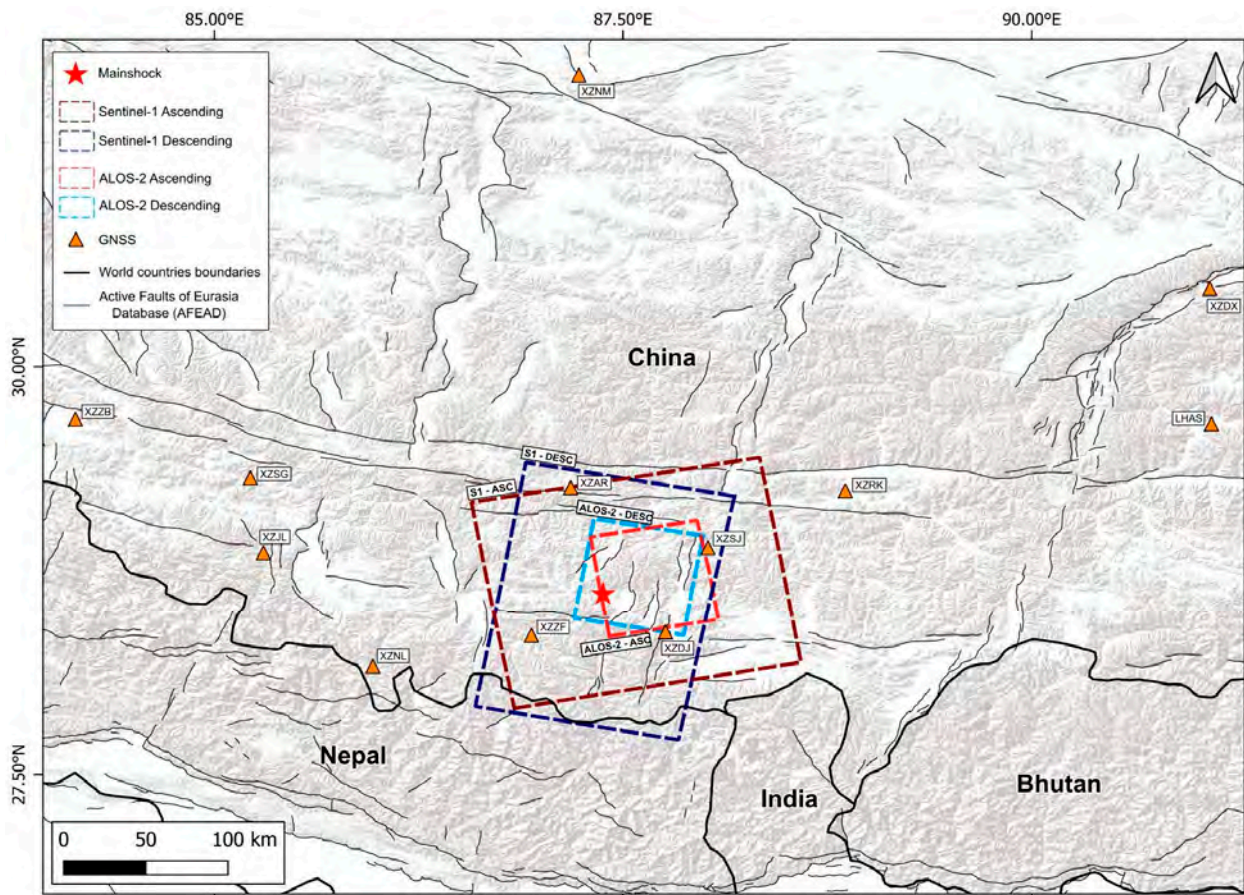 85.00°E
87.50°E
90.00°E
Mainshock
Sentinel-1 Ascending
Sentinel-1 Descending
ALOS-2 Ascending
ALOS-2 Descending
GNSS
World countries boundaries
Active Faults of Eurasia
Database (AFEAD)
XZNM
XZDX
China
30.00°N
XZZB
LHAS
S1 - DESC
XZSG
XZAR
S1 - ASC
XZRK
ALOS-2 - DESC
XZJL
XZSJ
XZZF
ALOS-2 - ASC
XZDJ
XZNL
Nepal
27.50°N
India
Bhutan
0 50 100 km